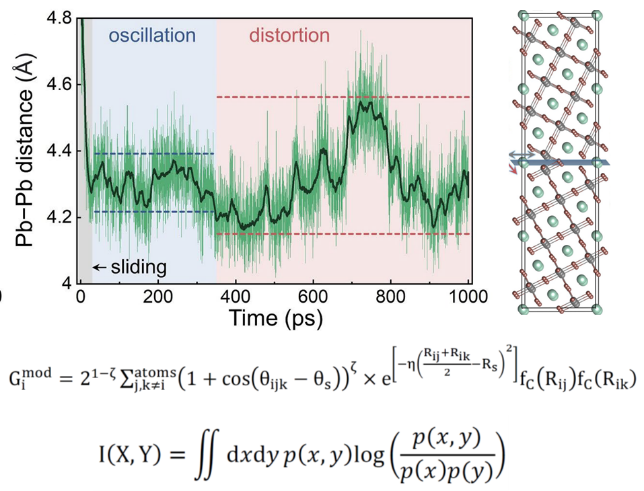 4.8
oscillation distortion
4.6
4.4
4.2
4
Pb–Pb distance (Å)
← sliding
0 200 400 600 800 1000
Time (ps)
G_i^mod = 2^{1−ζ} ∑_{j,k≠i}^{atoms} (1 + cos(θ_ijk − θ_s))^ζ × e^{[−η((R_ij+R_ik)/2 −R_s)^2]} f_C(R_ij)f_C(R_ik)
I(X, Y) = ∬ dxdy p(x, y)log(p(x, y)/(p(x)p(y)))